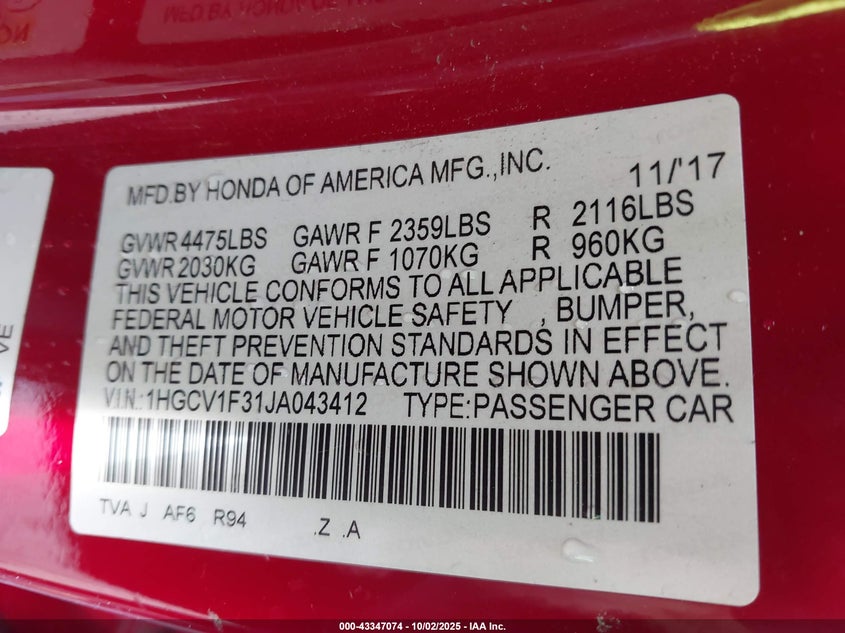 MFD.BY HONDA OF AMERICA MFG.,INC. 11/'17
GVWR 4475LBS GAWR F 2359LBS R 2116LBS
GVWR 2030KG GAWR F 1070KG R 960KG
THIS VEHICLE CONFORMS TO ALL APPLICABLE
FEDERAL MOTOR VEHICLE SAFETY , BUMPER,
AND THEFT PREVENTION STANDARDS IN EFFECT
ON THE DATE OF MANUFACTURE SHOWN ABOVE.
VIN:1HGCV1F31JA043412 TYPE:PASSENGER CAR
TVA J AF6 R94 .Z .A
000-43347074 - 10/02/2025 - IAA Inc.